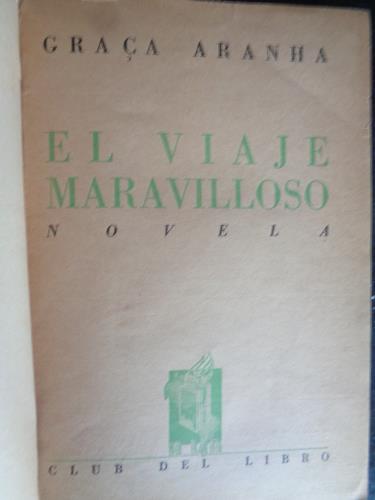 GRAÇA ARANHA
EL VIAJE
MARAVILLOSO
NOVELA
CLUB DEL LIBRO